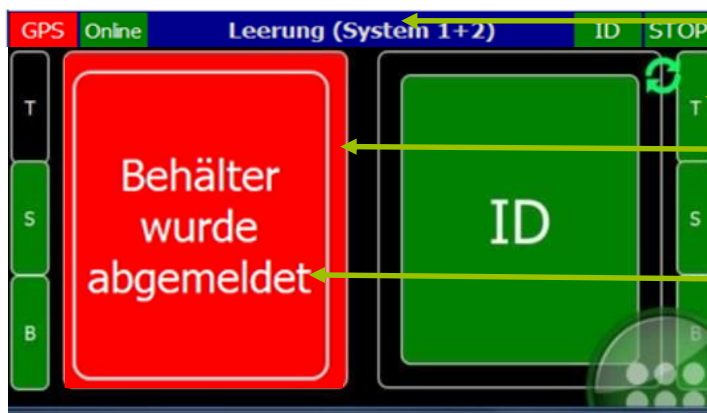 GPS Online Leerung (System 1+2) ID STOP
T
S
B
Behälter
wurde
abgemeldet
ID
T
S
B